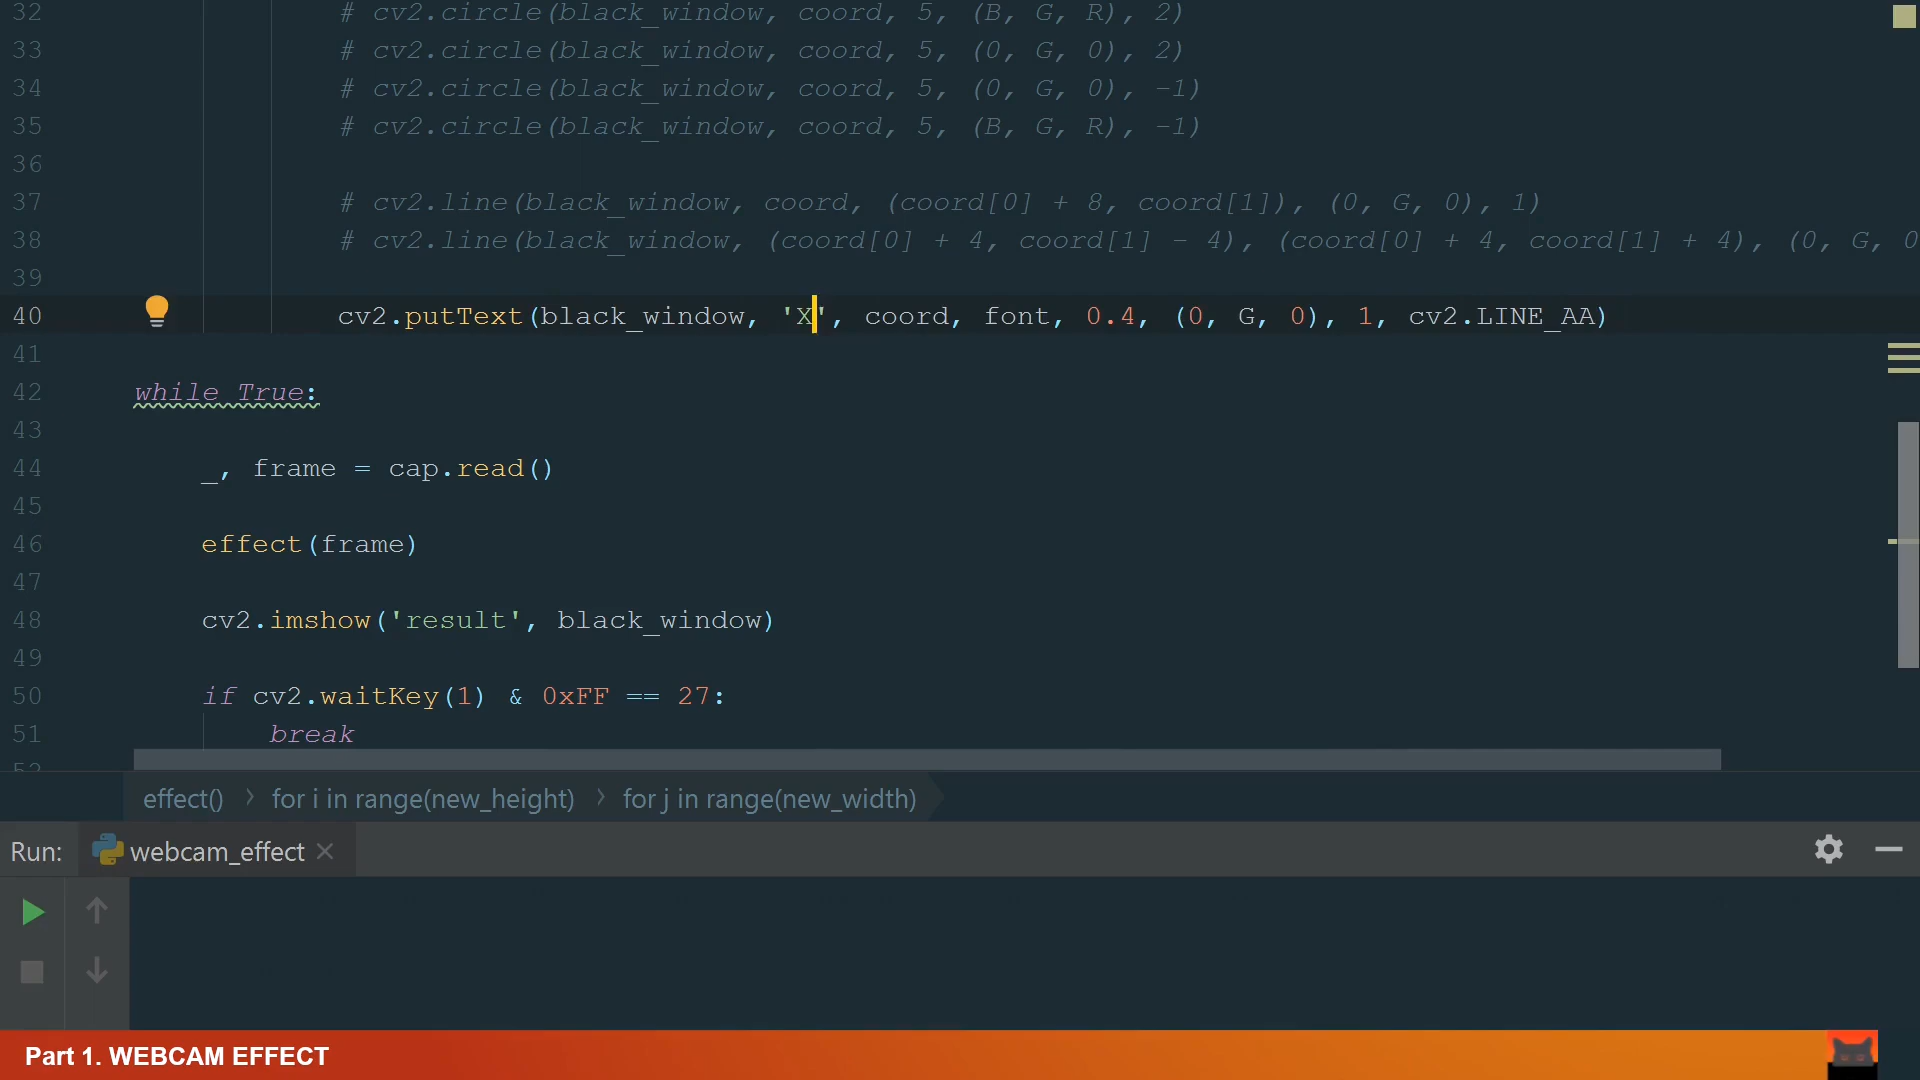 32 # cv2.circle(black_window, coord, 5, (B, G, R), 2)
33 # cv2.circle(black_window, coord, 5, (0, G, 0), 2)
34 # cv2.circle(black_window, coord, 5, (0, G, 0), -1)
35 # cv2.circle(black_window, coord, 5, (B, G, R), -1)
36
37 # cv2.line(black_window, coord, (coord[0] + 8, coord[1]), (0, G, 0), 1)
38 # cv2.line(black_window, (coord[0] + 4, coord[1] - 4), (coord[0] + 4, coord[1] + 4), (0, G, 0
39
40 cv2.putText(black_window, 'X', coord, font, 0.4, (0, G, 0), 1, cv2.LINE_AA)
41
42 while True:
43
44 _, frame = cap.read()
45
46 effect(frame)
47
48 cv2.imshow('result', black_window)
49
50 if cv2.waitKey(1) & 0xFF == 27:
51 break
52
effect() › for i in range(new_height) › for j in range(new_width)
Run: webcam_effect
Part 1. WEBCAM EFFECT